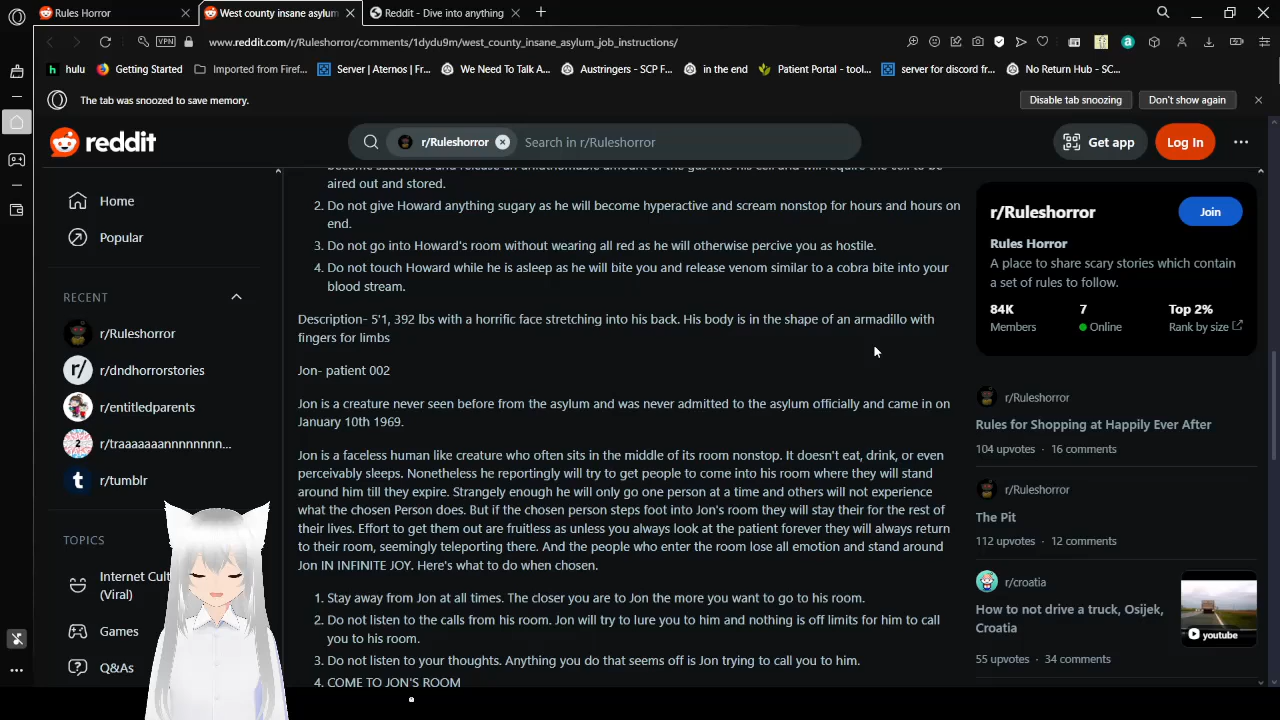 Rules Horror
West county insane asylum
Reddit - Dive into anything
VPN
www.reddit.com/r/Ruleshorror/comments/1dydu9m/west_county_insane_asylum_job_instructions/
hulu
Getting Started
Imported from Firef...
Server | Aternos | Fr...
We Need To Talk A...
Austringers - SCP F...
in the end
Patient Portal - tool...
server for discord fr...
No Return Hub - SC...
The tab was snoozed to save memory.
Disable tab snoozing
Don't show again
reddit
r/Ruleshorror
Search in r/Ruleshorror
Get app
Log In
Home
Popular
RECENT
r/Ruleshorror
r/dndhorrorstories
r/entitledparents
r/traaaaaaannnnnnnn...
r/tumblr
TOPICS
Internet Cult
(Viral)
Games
Q&As
become saddened and release an unfathomable amount of the gas into his cell and will require the cell to be
aired out and stored.
2. Do not give Howard anything sugary as he will become hyperactive and scream nonstop for hours and hours on
end.
3. Do not go into Howard's room without wearing all red as he will otherwise percive you as hostile.
4. Do not touch Howard while he is asleep as he will bite you and release venom similar to a cobra bite into your
blood stream.
Description- 5'1, 392 lbs with a horrific face stretching into his back. His body is in the shape of an armadillo with
fingers for limbs
Jon- patient 002
Jon is a creature never seen before from the asylum and was never admitted to the asylum officially and came in on
January 10th 1969.
Jon is a faceless human like creature who often sits in the middle of its room nonstop. It doesn't eat, drink, or even
perceivably sleeps. Nonetheless he reportingly will try to get people to come into his room where they will stand
around him till they expire. Strangely enough he will only go one person at a time and others will not experience
what the chosen Person does. But if the chosen person steps foot into Jon's room they will stay their for the rest of
their lives. Effort to get them out are fruitless as unless you always look at the patient forever they will always return
to their room, seemingly teleporting there. And the people who enter the room lose all emotion and stand around
Jon IN INFINITE JOY. Here's what to do when chosen.
1. Stay away from Jon at all times. The closer you are to Jon the more you want to go to his room.
2. Do not listen to the calls from his room. Jon will try to lure you to him and nothing is off limits for him to call
you to his room.
3. Do not listen to your thoughts. Anything you do that seems off is Jon trying to call you to him.
4. COME TO JON'S ROOM
r/Ruleshorror
Join
Rules Horror
A place to share scary stories which contain
a set of rules to follow.
84K
7
Top 2%
Members
Online
Rank by size
r/Ruleshorror
Rules for Shopping at Happily Ever After
104 upvotes · 16 comments
r/Ruleshorror
The Pit
112 upvotes · 12 comments
r/croatia
How to not drive a truck, Osijek,
Croatia
youtube
55 upvotes · 34 comments